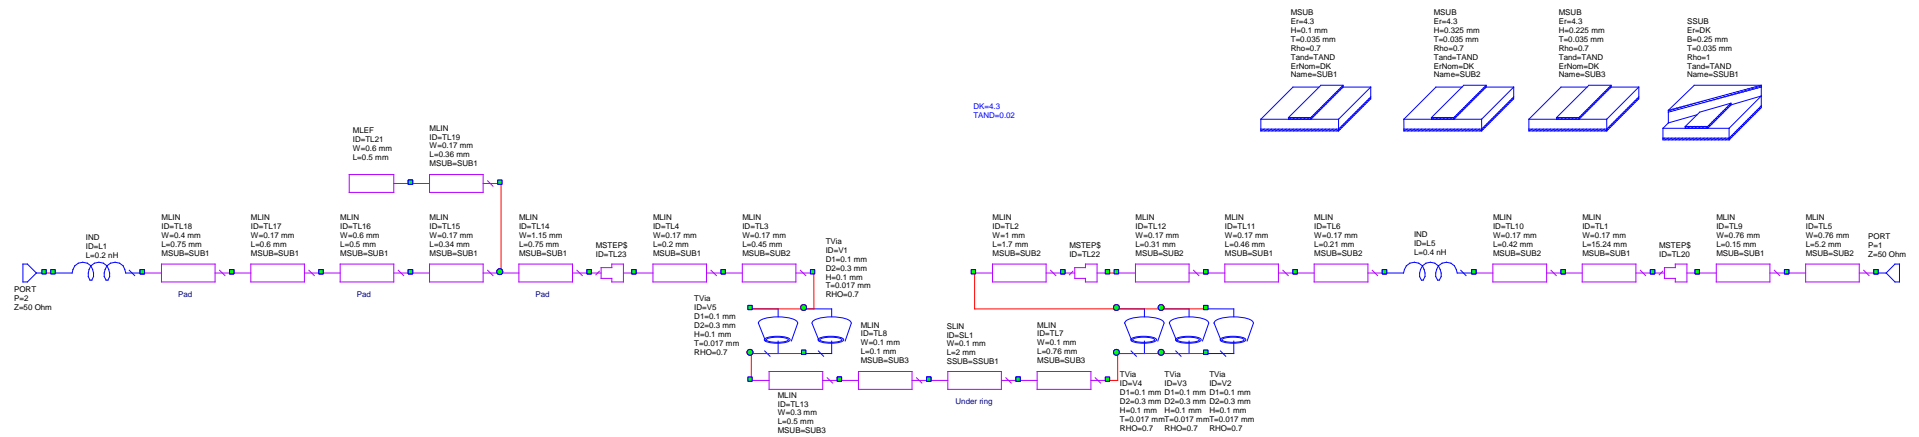 MSUB
Er=4.3
H=0.1 mm
T=0.035 mm
Rho=0.7
Tand=TAND
ErNom=DK
Name=SUB1
MSUB
Er=4.3
H=0.325 mm
T=0.035 mm
Rho=0.7
Tand=TAND
ErNom=DK
Name=SUB2
MSUB
Er=4.3
H=0.225 mm
T=0.035 mm
Rho=0.7
Tand=TAND
ErNom=DK
Name=SUB3
SSUB
Er=DK
B=0.25 mm
T=0.035 mm
Rho=1
Tand=TAND
Name=SSUB1
DK=4.3
TAND=0.02
MLEF
ID=TL21
W=0.6 mm
L=0.5 mm
MLIN
ID=TL19
W=0.17 mm
L=0.36 mm
MSUB=SUB1
PORT
P=2
Z=50 Ohm
IND
ID=L1
L=0.2 nH
MLIN
ID=TL18
W=0.4 mm
L=0.75 mm
MSUB=SUB1
Pad
MLIN
ID=TL17
W=0.17 mm
L=0.6 mm
MSUB=SUB1
MLIN
ID=TL16
W=0.6 mm
L=0.5 mm
MSUB=SUB1
Pad
MLIN
ID=TL15
W=0.17 mm
L=0.34 mm
MSUB=SUB1
MLIN
ID=TL14
W=1.15 mm
L=0.75 mm
MSUB=SUB1
Pad
MSTEP$
ID=TL23
MLIN
ID=TL4
W=0.17 mm
L=0.2 mm
MSUB=SUB1
MLIN
ID=TL3
W=0.17 mm
L=0.45 mm
MSUB=SUB2
TVia
ID=V1
D1=0.1 mm
D2=0.3 mm
H=0.1 mm
T=0.017 mm
RHO=0.7
TVia
ID=V5
D1=0.1 mm
D2=0.3 mm
H=0.1 mm
T=0.017 mm
RHO=0.7
MLIN
ID=TL13
W=0.3 mm
L=0.5 mm
MSUB=SUB3
MLIN
ID=TL8
W=0.1 mm
L=0.1 mm
MSUB=SUB3
SLIN
ID=SL1
W=0.1 mm
L=2 mm
SSUB=SSUB1
Under ring
MLIN
ID=TL7
W=0.1 mm
L=0.76 mm
MSUB=SUB3
TVia
ID=V4
D1=0.1 mm
D2=0.3 mm
H=0.1 mm
T=0.017 mm
RHO=0.7
TVia
ID=V3
D1=0.1 mm
D2=0.3 mm
H=0.1 mm
T=0.017 mm
RHO=0.7
TVia
ID=V2
D1=0.1 mm
D2=0.3 mm
H=0.1 mm
T=0.017 mm
RHO=0.7
MLIN
ID=TL2
W=1 mm
L=1.7 mm
MSUB=SUB2
MSTEP$
ID=TL22
MLIN
ID=TL12
W=0.17 mm
L=0.31 mm
MSUB=SUB2
MLIN
ID=TL11
W=0.17 mm
L=0.46 mm
MSUB=SUB1
MLIN
ID=TL6
W=0.17 mm
L=0.21 mm
MSUB=SUB2
IND
ID=L5
L=0.4 nH
MLIN
ID=TL10
W=0.17 mm
L=0.42 mm
MSUB=SUB2
MLIN
ID=TL1
W=0.17 mm
L=15.24 mm
MSUB=SUB1
MSTEP$
ID=TL20
MLIN
ID=TL9
W=0.76 mm
L=0.15 mm
MSUB=SUB1
MLIN
ID=TL5
W=0.76 mm
L=5.2 mm
MSUB=SUB2
PORT
P=1
Z=50 Ohm